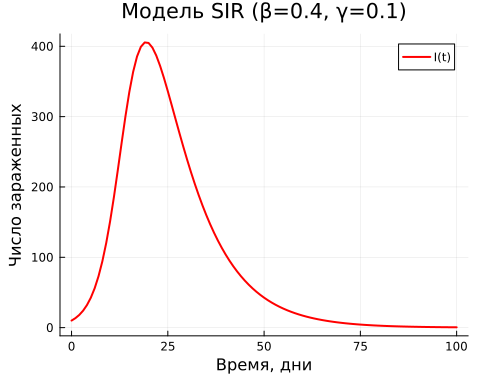 Модель SIR (β=0.4, γ=0.1)
I(t)
Число зараженных
400
300
200
100
0
0 25 50 75 100
Время, дни